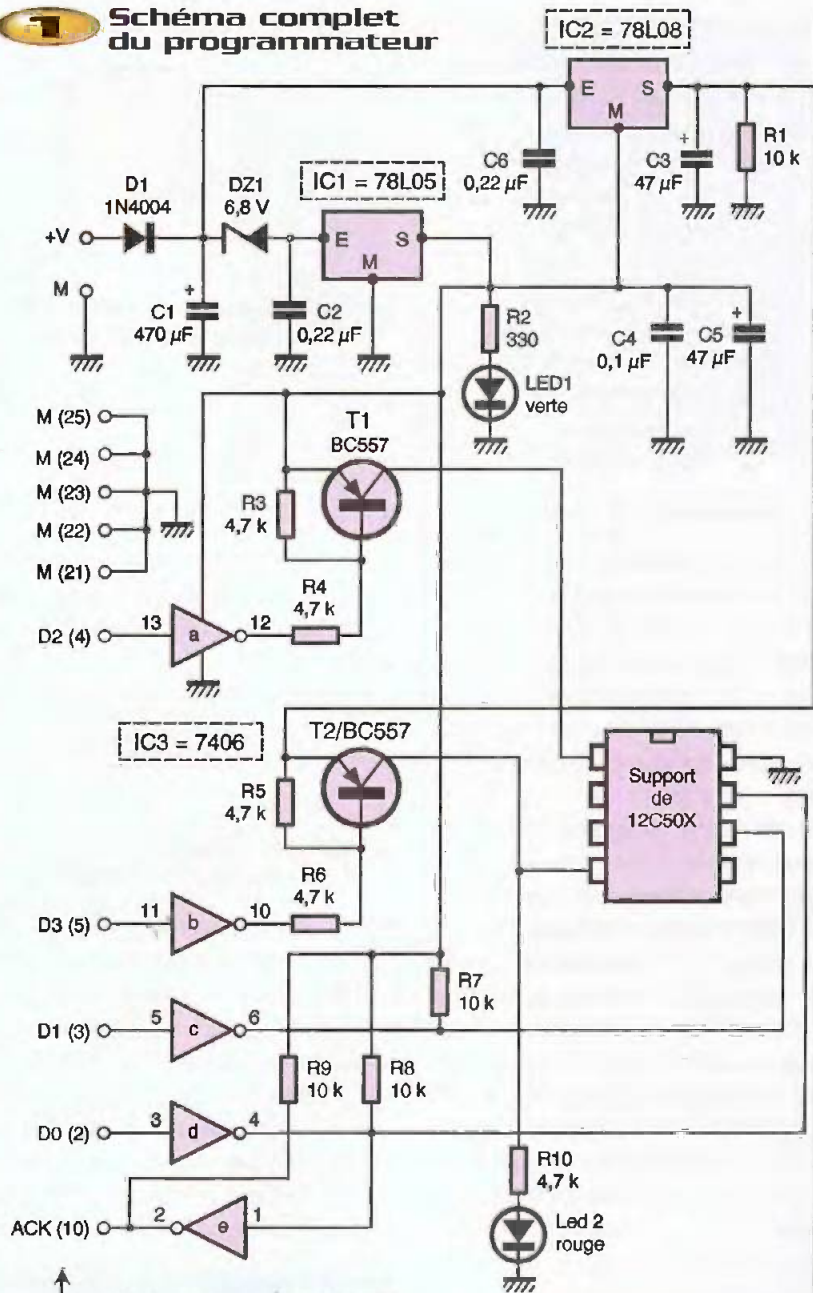 1
Schéma complet
du programmateur
IC2 = 78L08
E
S
M
C6
0,22 µF
C3
47 µF
+
R1
10 k
D1
1N4004
DZ1
6,8 V
IC1 = 78L05
+V
E
S
M
M
+
C1
470 µF
C2
0,22 µF
R2
330
LED1
verte
C4
0,1 µF
C5
47 µF
+
M (25)
M (24)
M (23)
M (22)
M (21)
T1
BC557
R3
4,7 k
R4
4,7 k
D2 (4)
13
a
12
IC3 = 7406
T2/BC557
R5
4,7 k
R6
4,7 k
Support
de
12C50X
D3 (5)
11
b
10
R7
10 k
D1 (3)
5
c
6
R9
10 k
R8
10 k
D0 (2)
3
d
4
R10
4,7 k
ACK (10)
2
e
1
Led 2
rouge